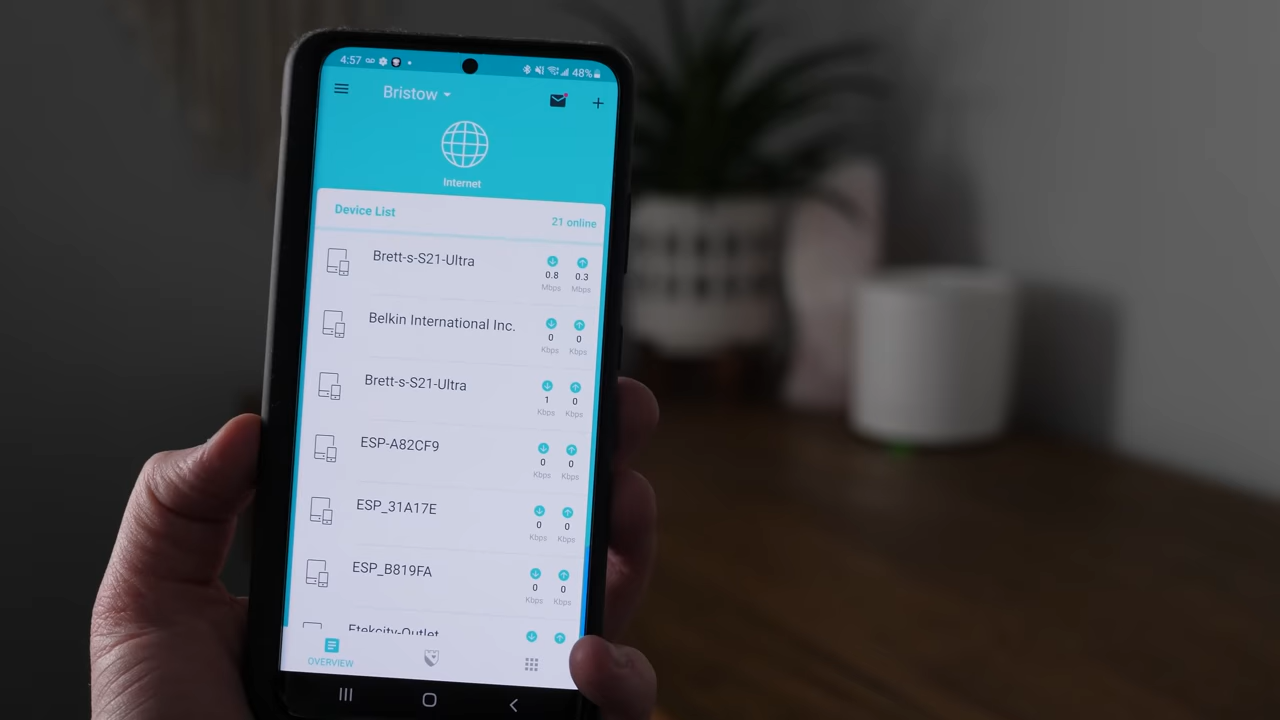 4:57 48%
Bristow
Internet
Device List 21 online
Brett-s-S21-Ultra 0.8 0.3
Mbps Mbps
Belkin International Inc. 0 0
Kbps Kbps
Brett-s-S21-Ultra 1 0
Kbps Kbps
ESP-A82CF9 0 0
Kbps Kbps
ESP_31A17E 0 0
Kbps Kbps
ESP_B819FA 0 0
Kbps Kbps
Etekcity-Outlet
OVERVIEW